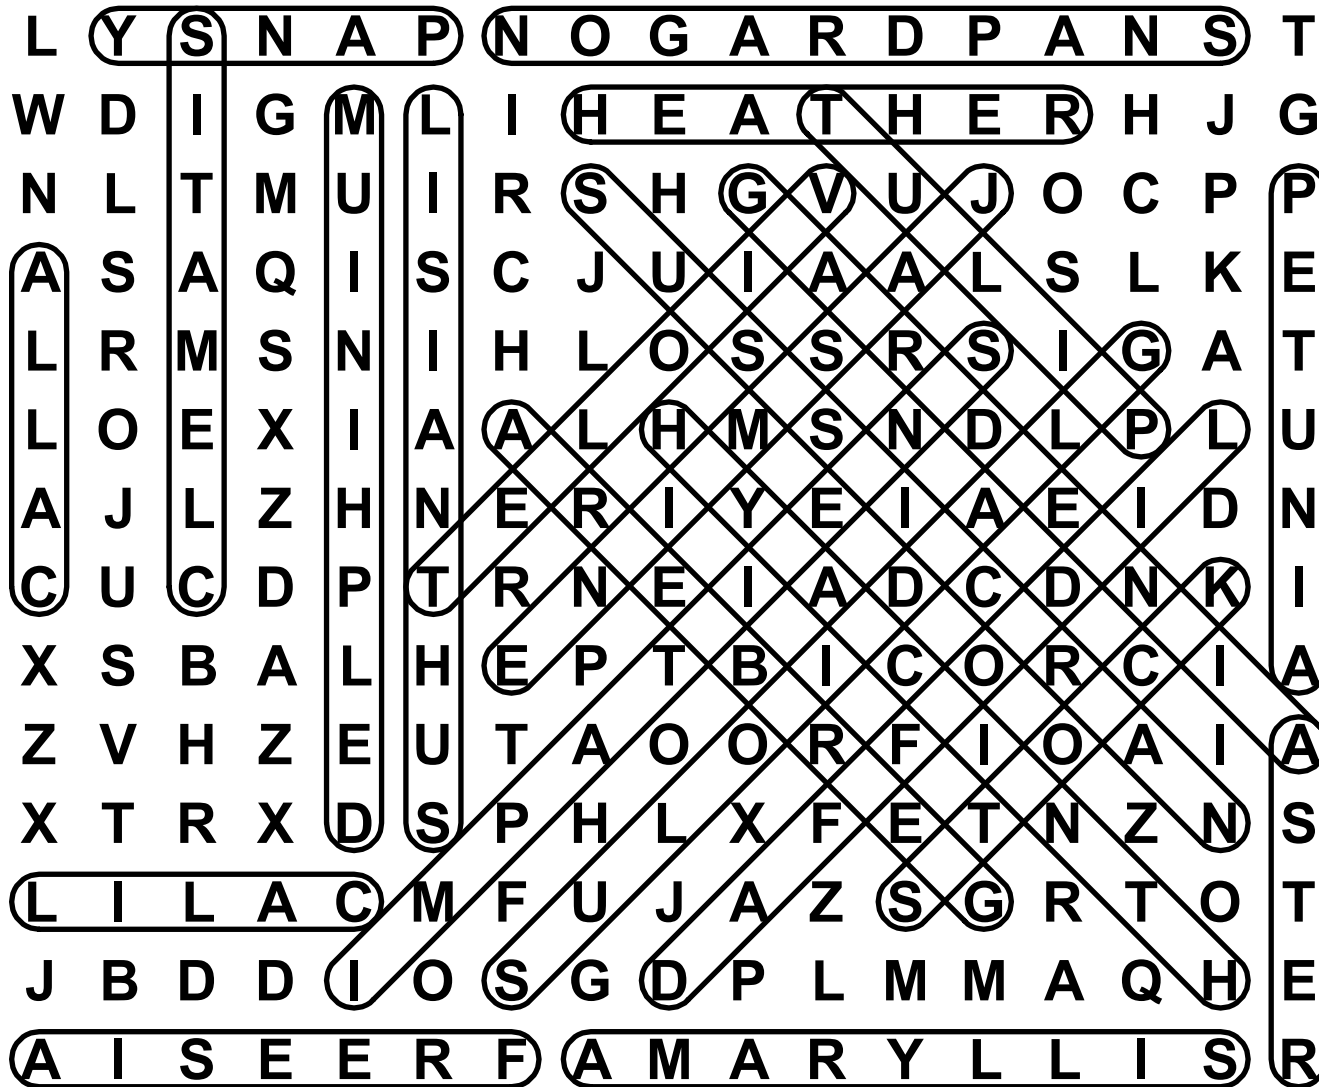 L Y S N A P N O G A R D P A N S T
W D I G M L I H E A T H E R H J G
N L T M U I R S H G V U J O C P P
A S A Q I S C J U I A A L S L K E
L R M S N I H L O S S R S I G A T
L O E X I A A L H M S N D L P L U
A J L Z H N E R I Y E I A E I D N
C U C D P T R N E I A D C D N K I
X S B A L H E P T B I C O R C I A
Z V H Z E U T A O O R F I O A I A
X T R X D S P H L X F E T N Z N S
L I L A C M F U J A Z S G R T O T
J B D D I O S G D P L M M A Q H E
A I S E E R F A M A R Y L L I S R